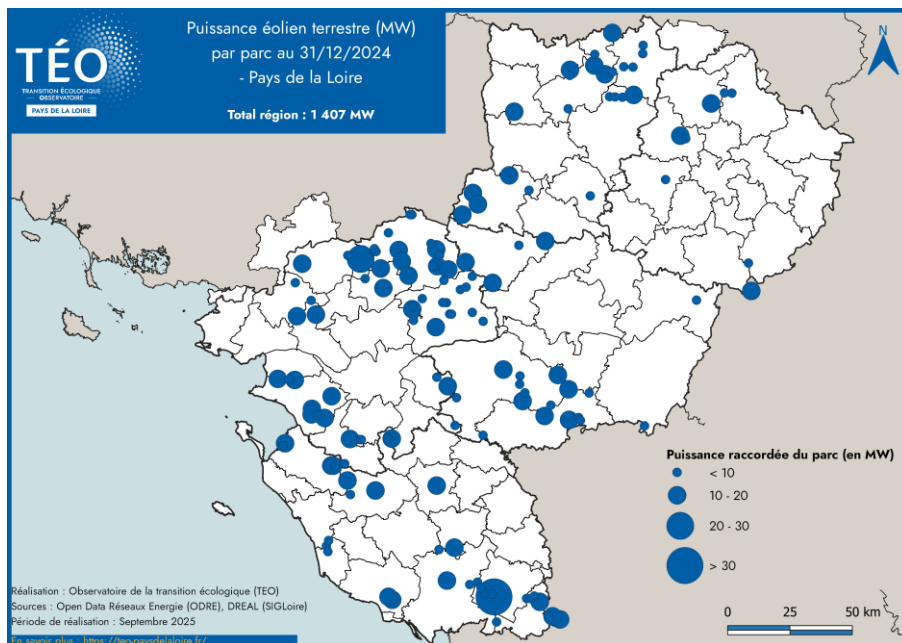 TÉO
TRANSITION ÉCOLOGIQUE
OBSERVATOIRE
PAYS DE LA LOIRE
Puissance éolien terrestre (MW)
par parc au 31/12/2024
- Pays de la Loire
Total région : 1 407 MW
N
Puissance raccordée du parc (en MW)
< 10
10 - 20
20 - 30
> 30
Réalisation : Observatoire de la transition écologique (TEO)
Sources : Open Data Réseaux Energie (ODRE), DREAL (SIGLoire)
Période de réalisation : Septembre 2025
En savoir plus : https://teo-paysdelaloire.fr/
0 25 50 km